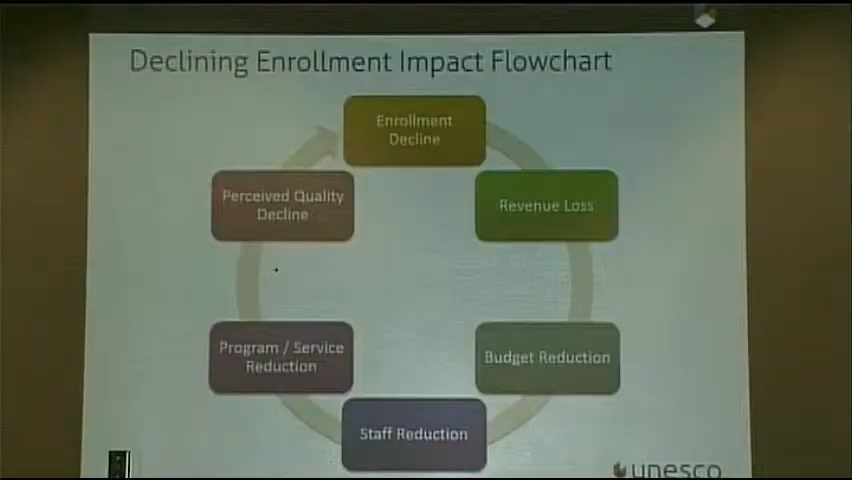 Declining Enrollment Impact Flowchart
Enrollment
Decline
Revenue Loss
Budget Reduction
Staff Reduction
Program / Service
Reduction
Perceived Quality
Decline
unesco